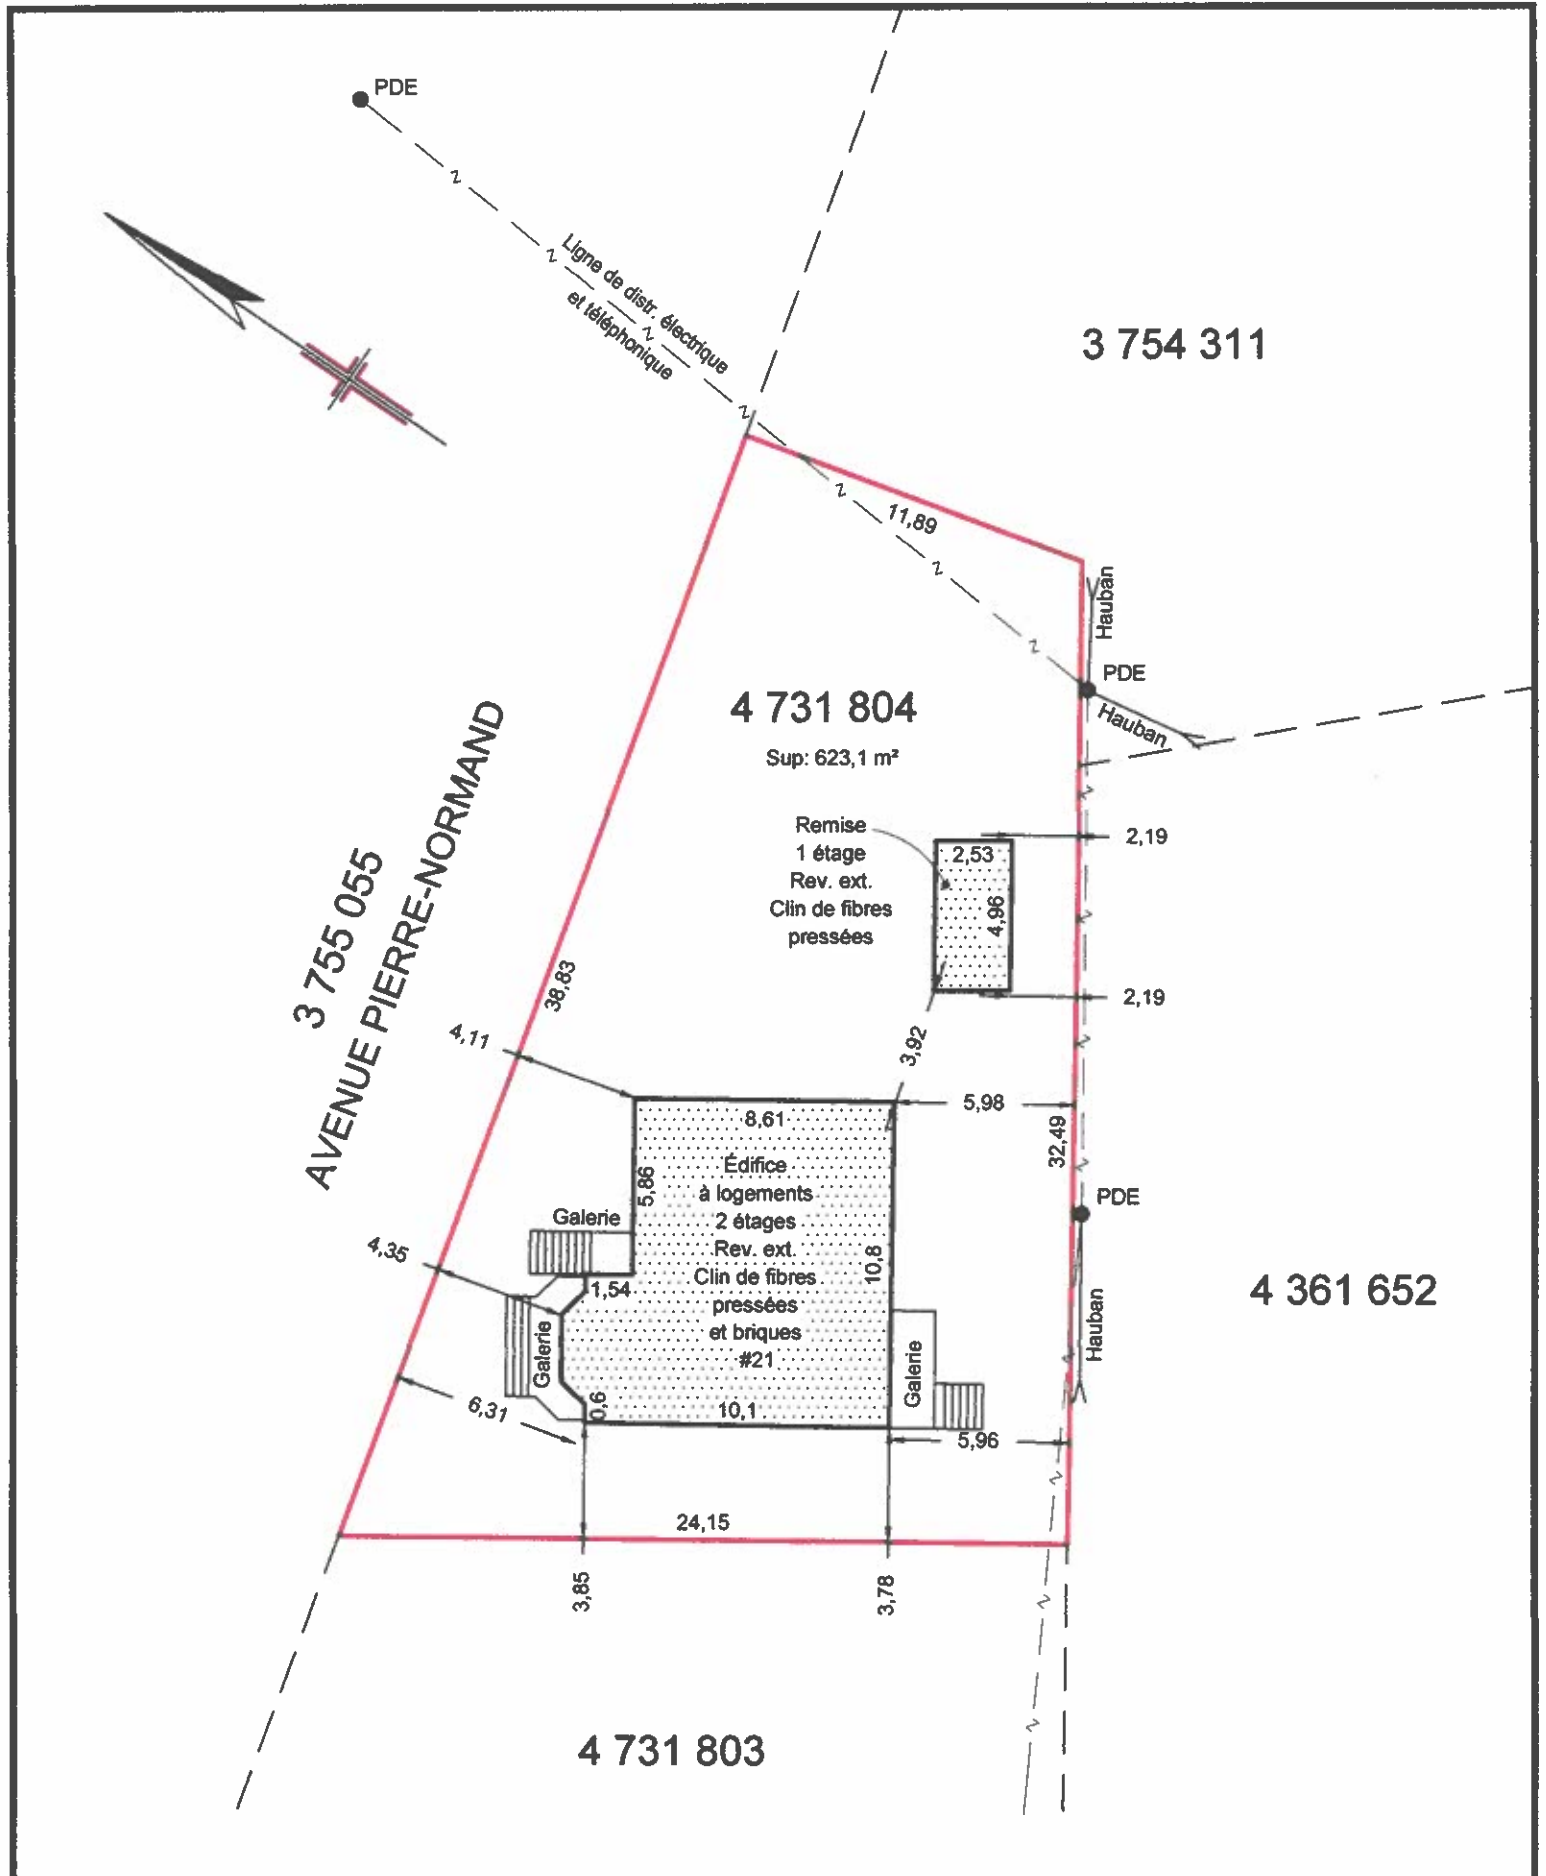 PDE
Ligne de distr. électrique
et téléphonique
3 754 311
11,89
Hauban
PDE
Hauban
4 731 804
Sup: 623,1 m²
3 755 055
AVENUE PIERRE-NORMAND
Remise
1 étage
Rev. ext.
Clin de fibres
pressées
2,53
4,96
2,19
2,19
38,83
4,11
3,92
5,98
32,49
8,61
5,86
Édifice
à logements
2 étages
Rev. ext.
Clin de fibres
pressées
et briques
#21
10,8
Galerie
4,35
1,54
Galerie
Galerie
PDE
Hauban
4 361 652
6,31
0,6
10,1
5,96
24,15
3,85
3,78
4 731 803